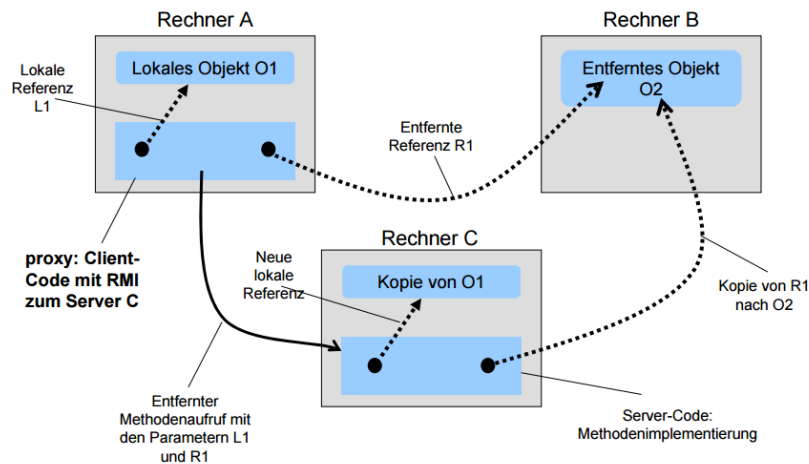 Rechner A
Rechner B
Lokales Objekt O1
Entferntes Objekt
O2
Lokale
Referenz
L1
Entfernte
Referenz R1
proxy: Client-
Code mit RMI
zum Server C
Neue
lokale
Referenz
Rechner C
Kopie von O1
Kopie von R1
nach O2
Entfernter
Methodenaufruf mit
den Parametern L1
und R1
Server-Code:
Methodenimplementierung